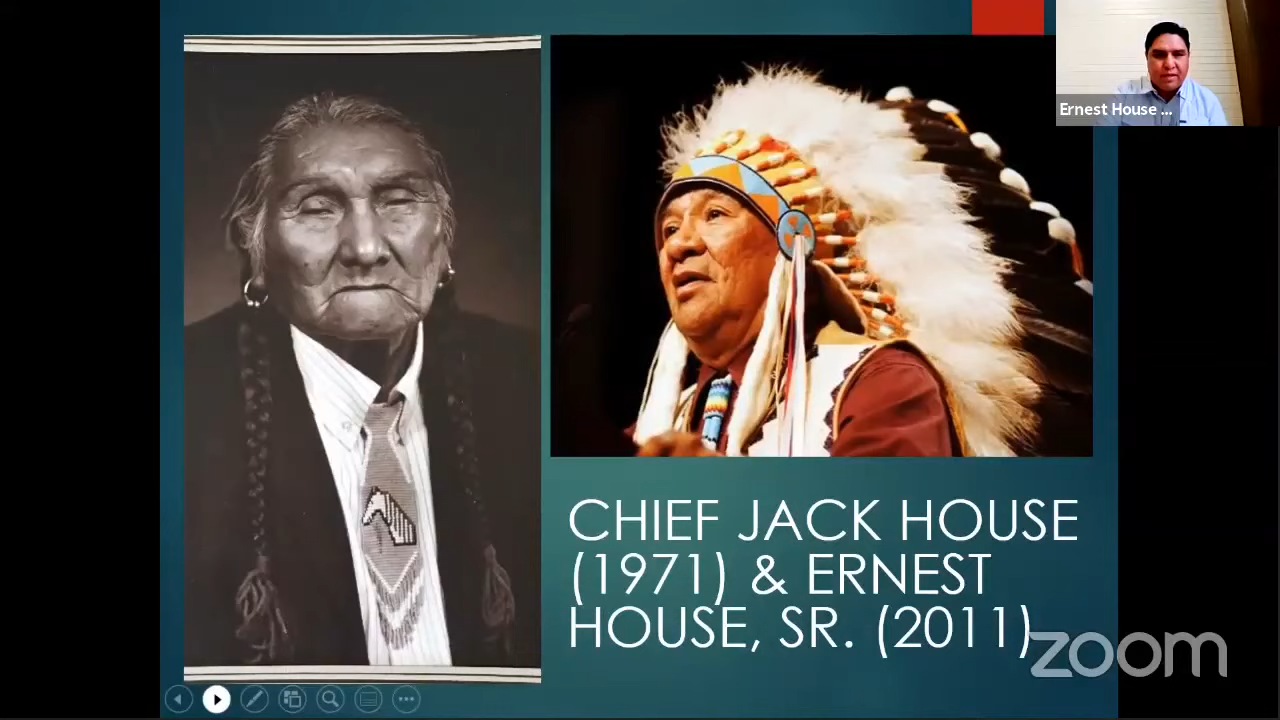 Ernest House ...
CHIEF JACK HOUSE
(1971) & ERNEST
HOUSE, SR. (2011)
zoom